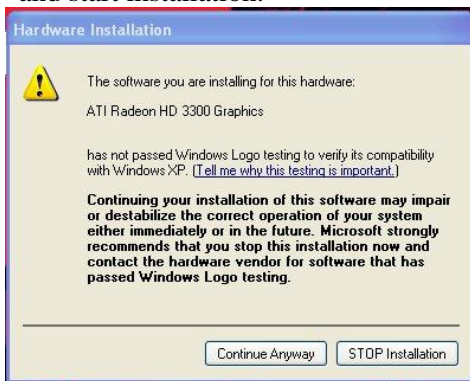 and start installation.
Hardware Installation
The software you are installing for this hardware:
ATI Radeon HD 3300 Graphics
has not passed Windows Logo testing to verify its compatibility
with Windows XP. (Tell me why this testing is important.)
Continuing your installation of this software may impair
or destabilize the correct operation of your system
either immediately or in the future. Microsoft strongly
recommends that you stop this installation now and
contact the hardware vendor for software that has
passed Windows Logo testing.
Continue Anyway
STOP Installation